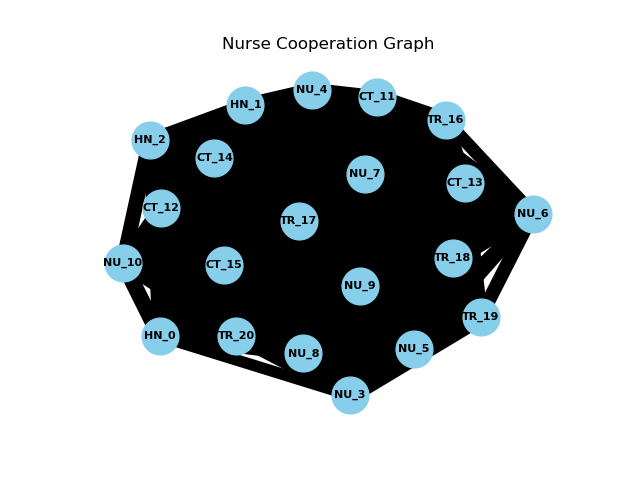 Nurse Cooperation Graph
NU_4
CT_11
HN_1
TR_16
HN_2
CT_14
NU_7
CT_13
CT_12
NU_6
TR_17
TR_18
NU_10
CT_15
NU_9
TR_19
HN_0
TR_20
NU_5
NU_8
NU_3